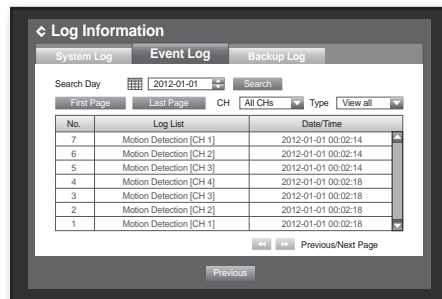 Log Information
System Log Event Log Backup Log
Search Day 2012-01-01 Search
First Page Last Page CH All CHs Type View all
No. Log List Date/Time
7 Motion Detection [CH 1] 2012-01-01 00:02:14
6 Motion Detection [CH 2] 2012-01-01 00:02:14
5 Motion Detection [CH 3] 2012-01-01 00:02:14
4 Motion Detection [CH 4] 2012-01-01 00:02:18
3 Motion Detection [CH 3] 2012-01-01 00:02:18
2 Motion Detection [CH 2] 2012-01-01 00:02:18
1 Motion Detection [CH 1] 2012-01-01 00:02:18
Previous/Next Page
Previous